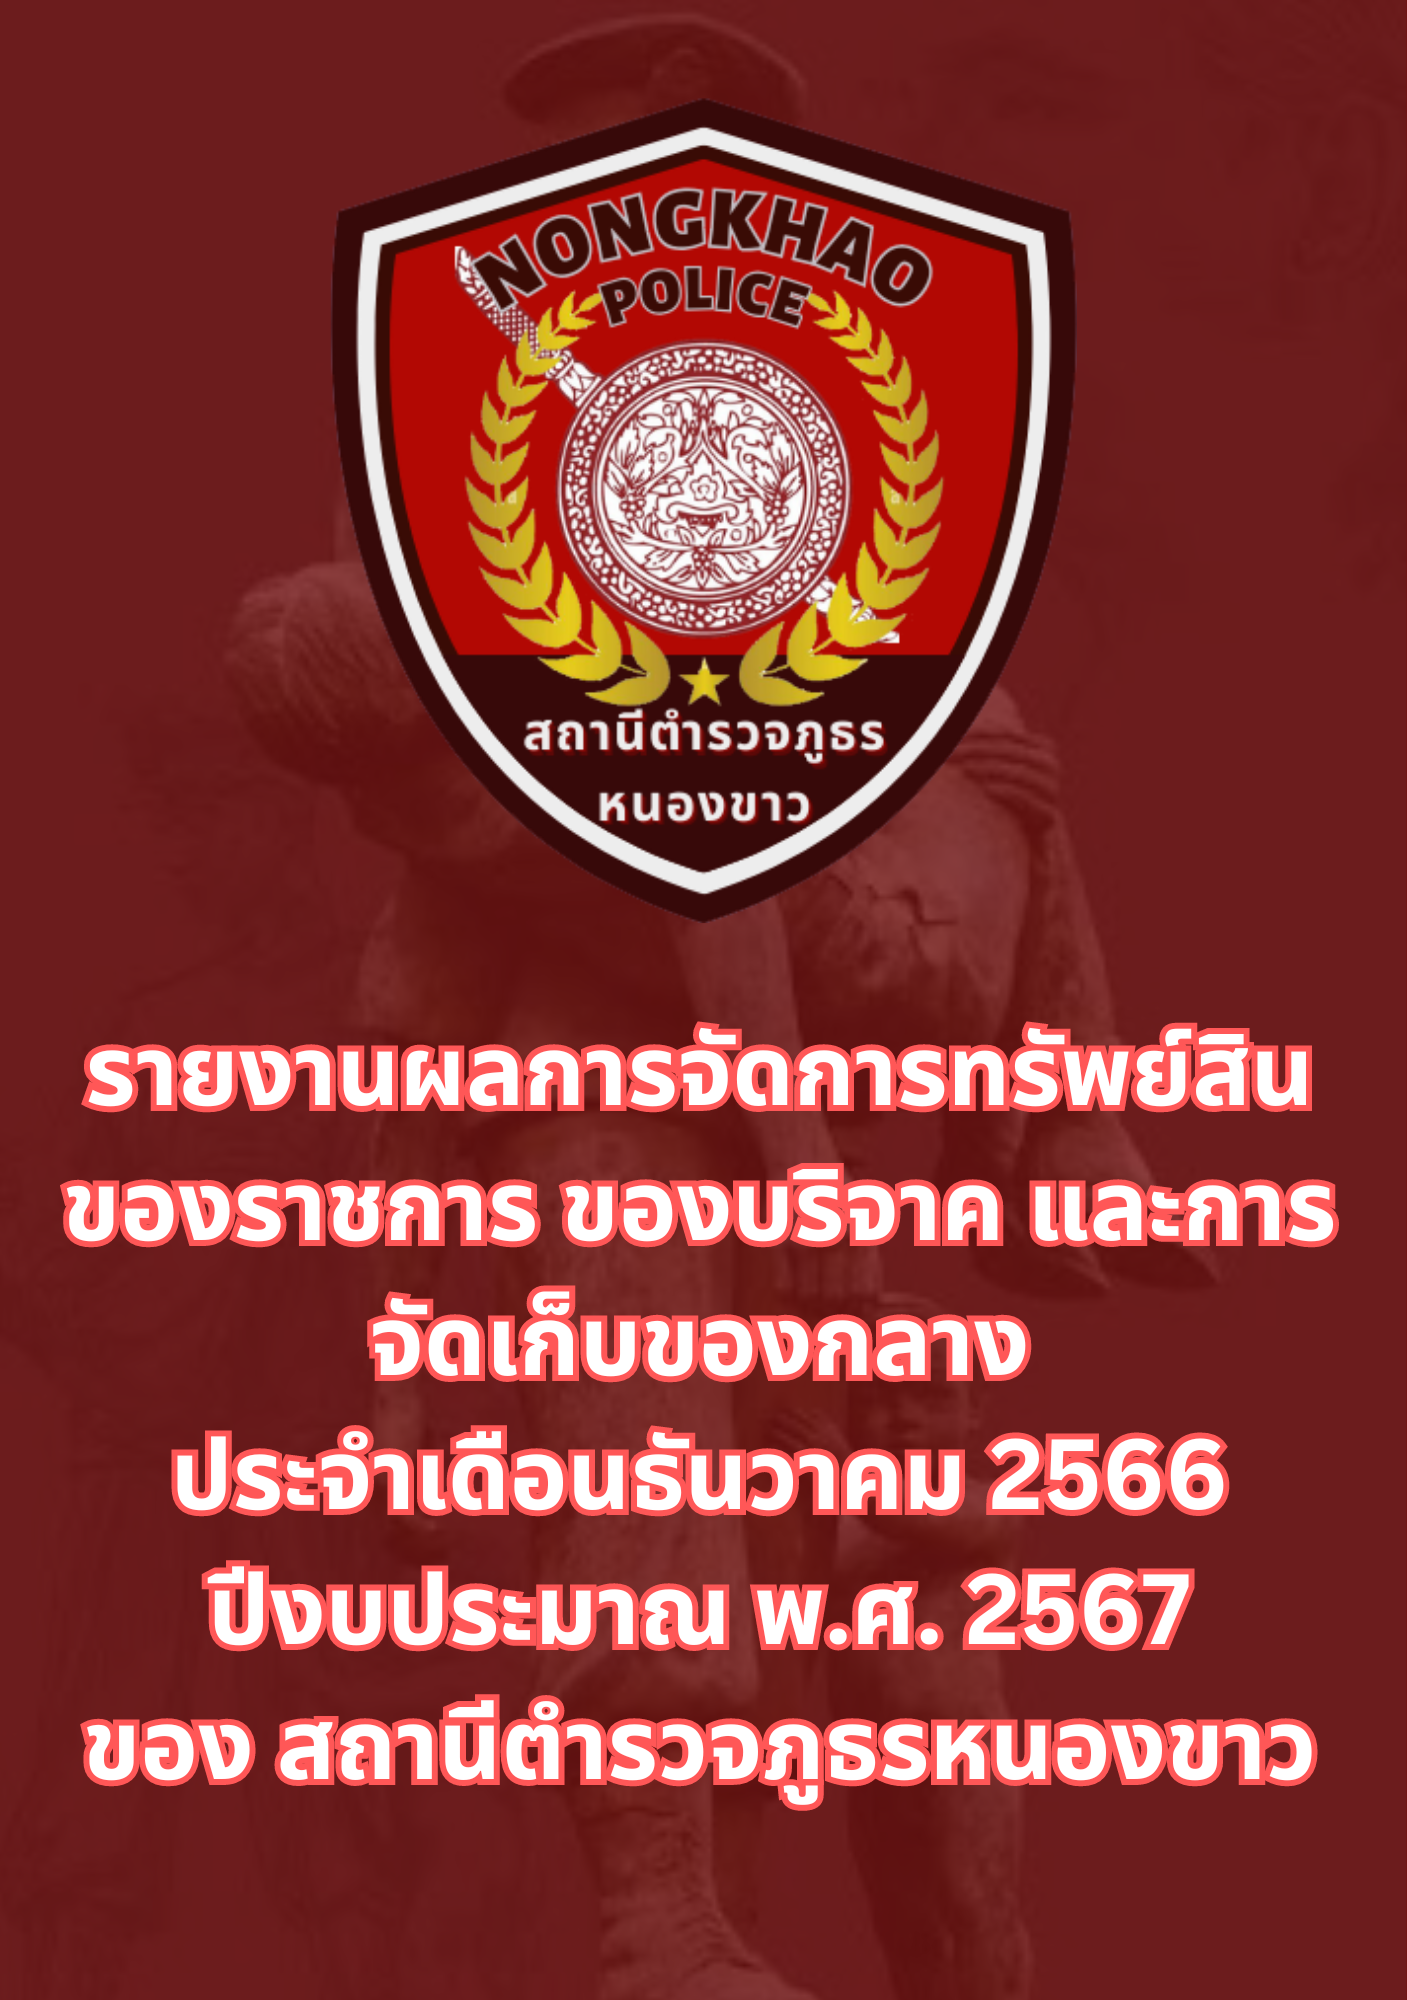 NONGKHAO
POLICE
สถานีตำรวจภูธร
หนองขาว
รายงานผลการจัดการทรัพย์สิน
ของราชการ ของบริจาค และการ
จัดเก็บของกลาง
ประจำเดือนธันวาคม 2566
ปีงบประมาณ พ.ศ. 2567
ของ สถานีตำรวจภูธรหนองขาว